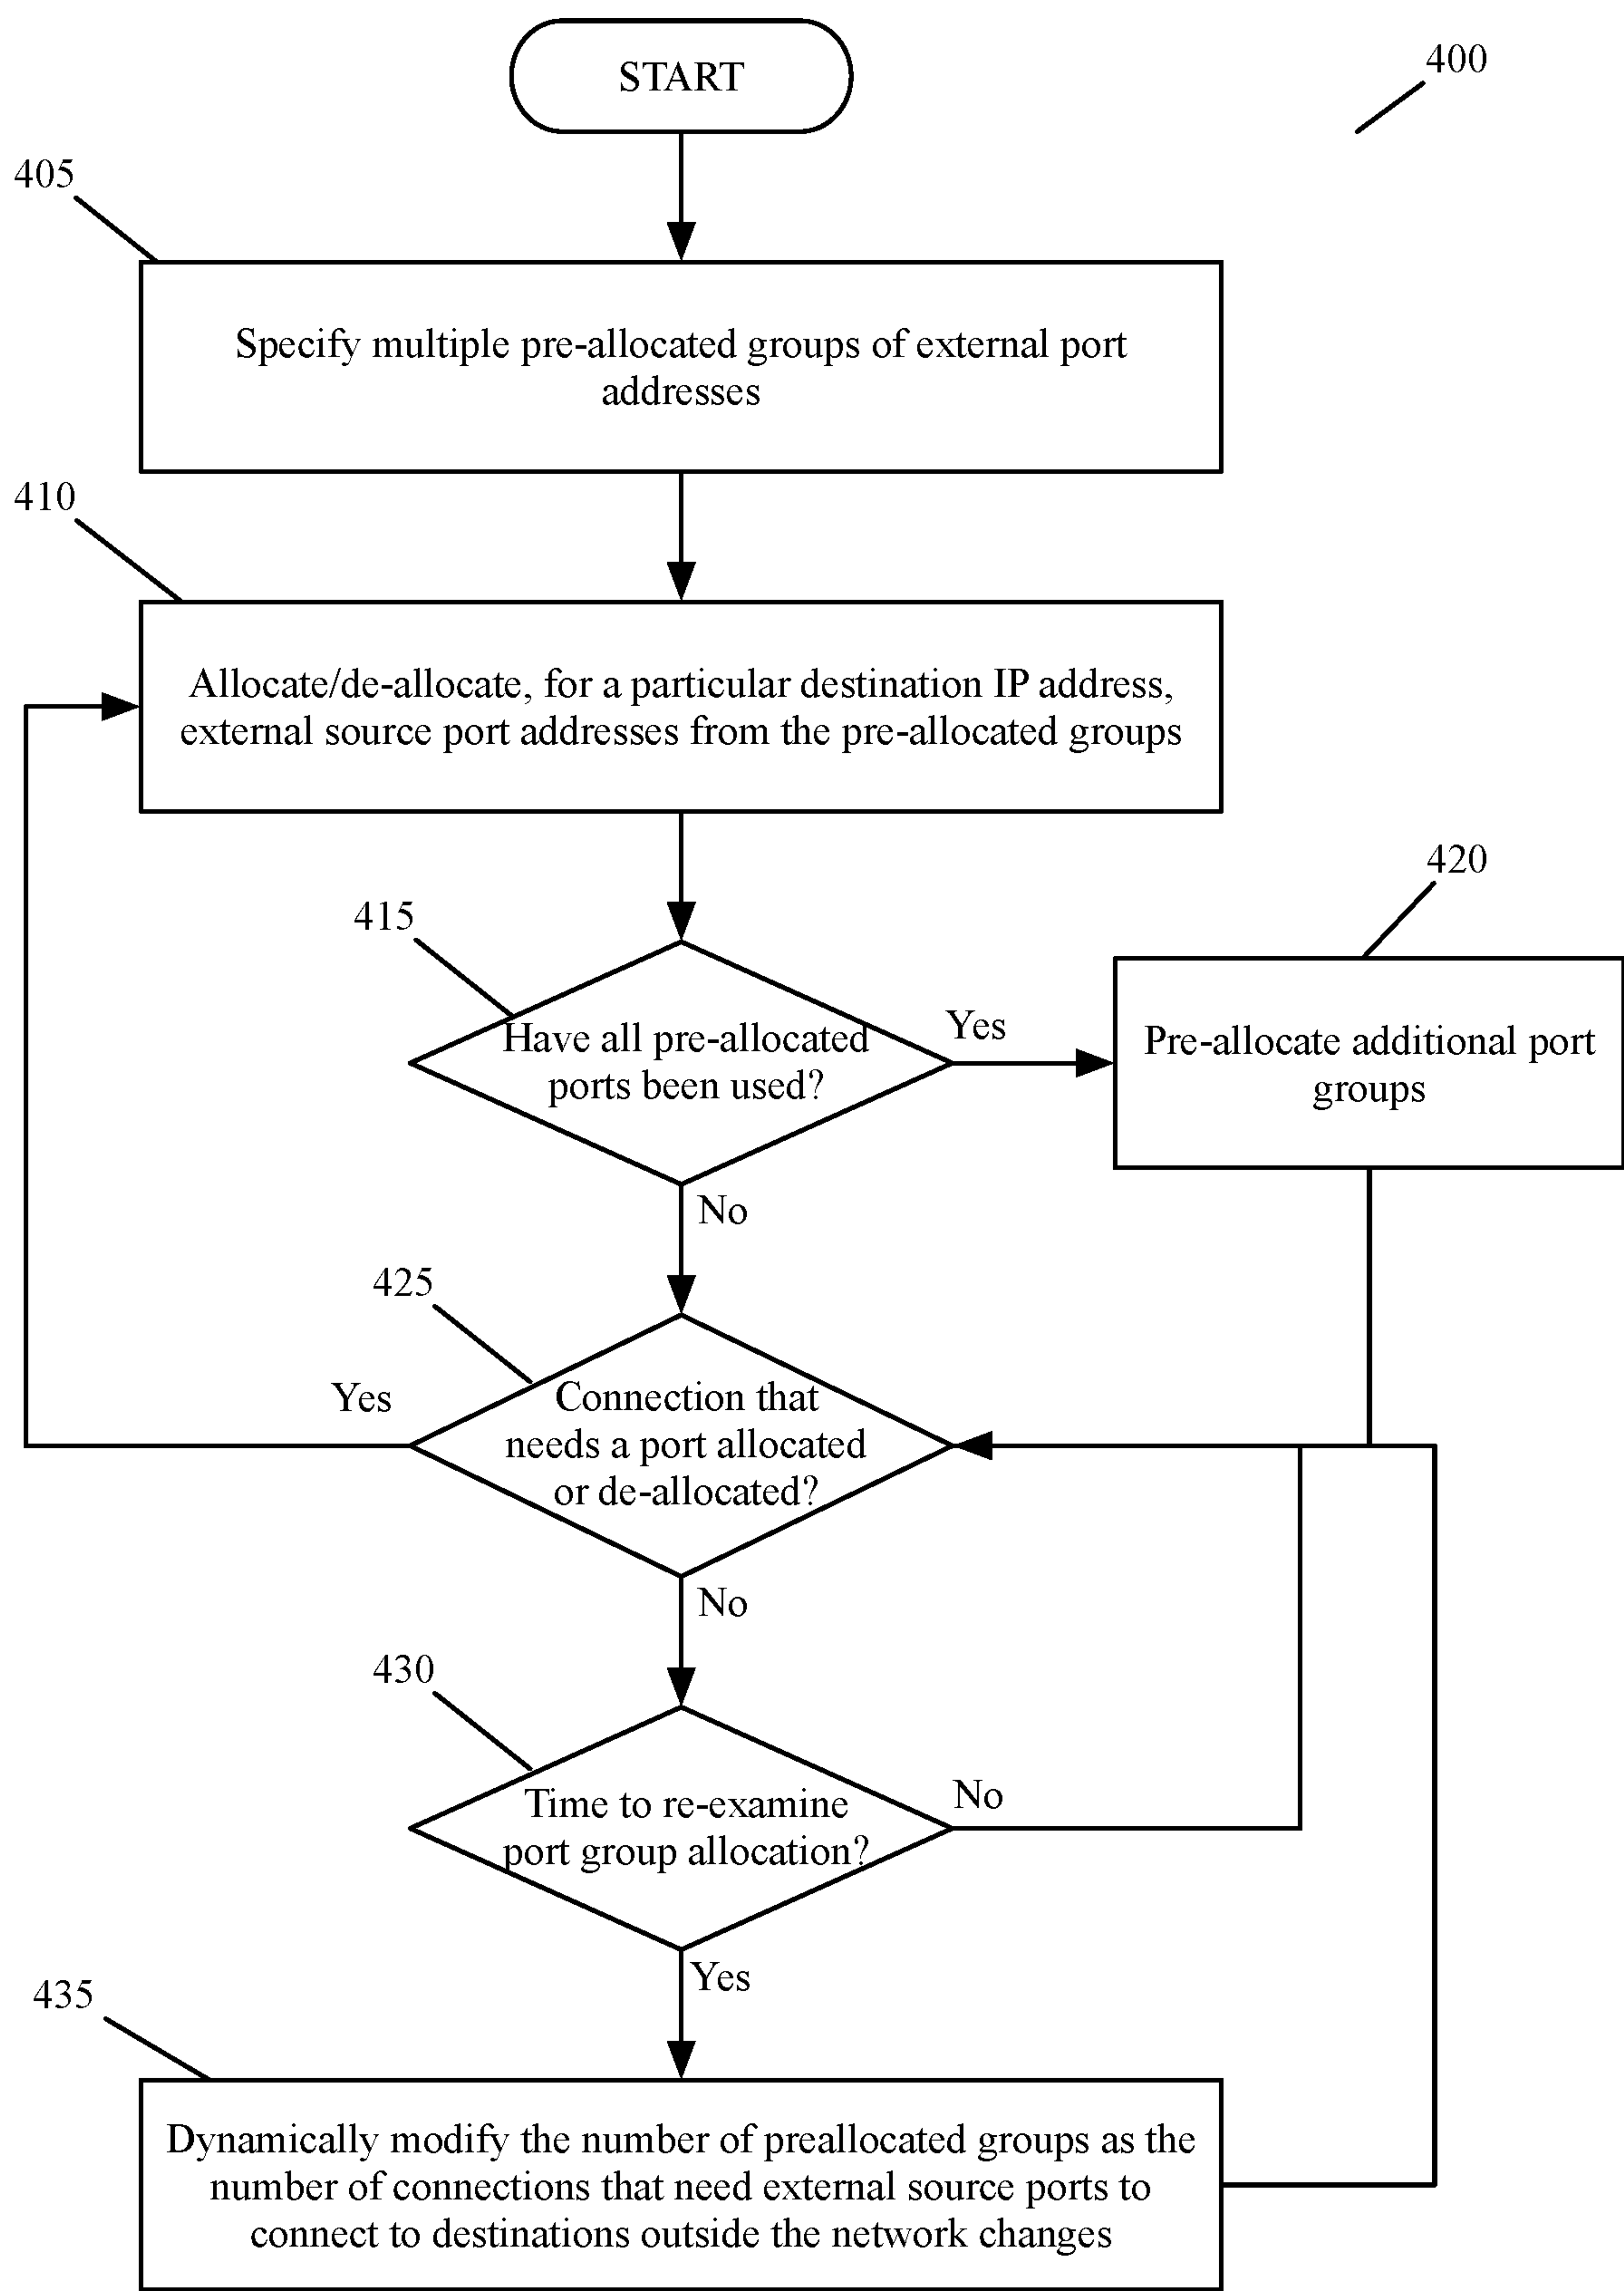 START
400
405
Specify multiple pre-allocated groups of external port
addresses
410
Allocate/de-allocate, for a particular destination IP address,
external source port addresses from the pre-allocated groups
415
420
Have all pre-allocated
ports been used?
Yes
Pre-allocate additional port
groups
No
425
Yes
Connection that
needs a port allocated
or de-allocated?
No
430
Time to re-examine
port group allocation?
No
Yes
435
Dynamically modify the number of preallocated groups as the
number of connections that need external source ports to
connect to destinations outside the network changes